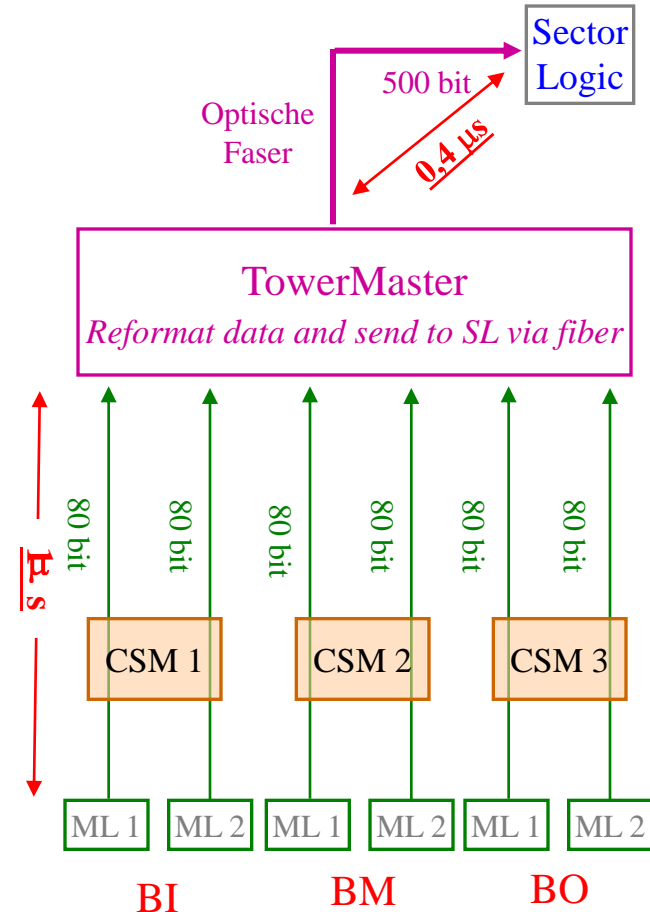 Sector
Logic
500 bit
Optische
Faser
0,4 μs
TowerMaster
Reformat data and send to SL via fiber
80 bit
80 bit
80 bit
80 bit
80 bit
80 bit
1μ s
CSM 1
CSM 2
CSM 3
ML 1
ML 2
ML 1
ML 2
ML 1
ML 2
BI
BM
BO